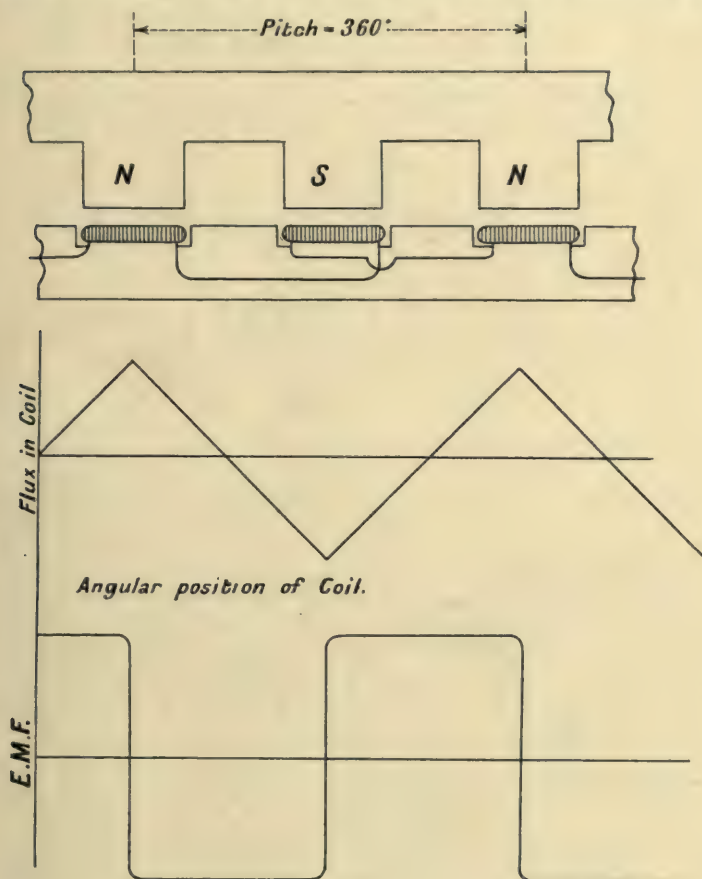 Pitch = 360°
N S N
Flux in Coil
Angular position of Coil.
E.M.F.